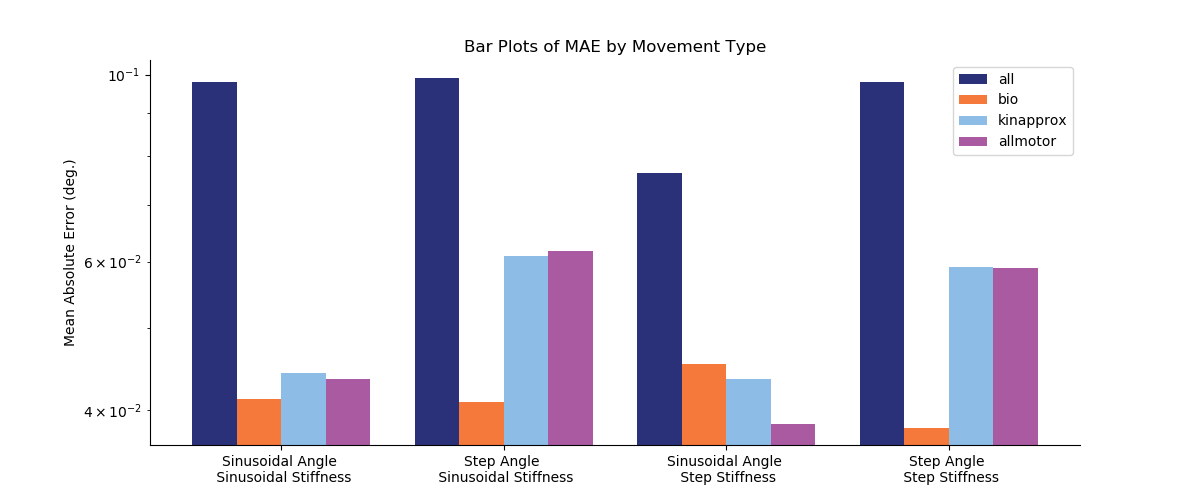 Bar Plots of MAE by Movement Type
Mean Absolute Error (deg.)
10⁻¹
6 × 10⁻²
4 × 10⁻²
all
bio
kinapprox
allmotor
Sinusoidal Angle
Sinusoidal Stiffness
Step Angle
Sinusoidal Stiffness
Sinusoidal Angle
Step Stiffness
Step Angle
Step Stiffness